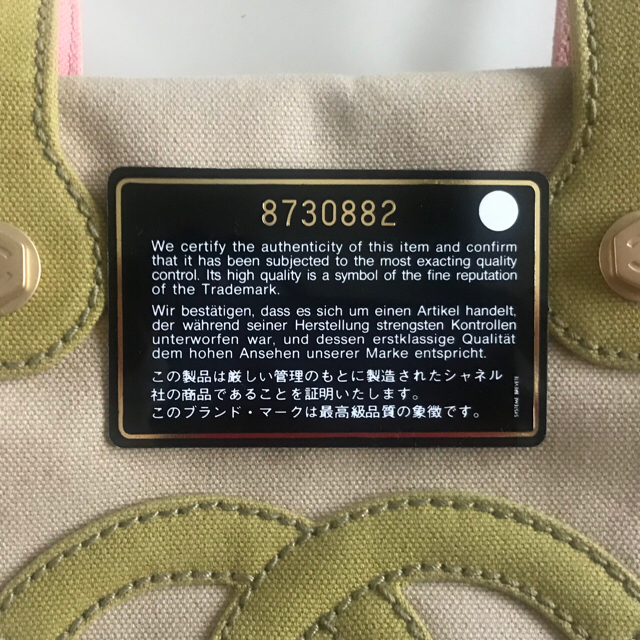 8730882
We certify the authenticity of this item and confirm
that it has been subjected to the most exacting quality
control. Its high quality is a symbol of the fine reputation
of the Trademark.
Wir bestätigen, dass es sich um einen Artikel handelt,
der während seiner Herstellung strengsten Kontrollen
unterworfen war, und dessen erstklassige Qualität
dem hohen Ansehen unserer Marke entspricht.
この製品は厳しい管理のもとに製造されたシャネル
社の商品であることを証明いたします。
このブランド・マークは最高級品質の象徴です。
SYSTEME BREVETE